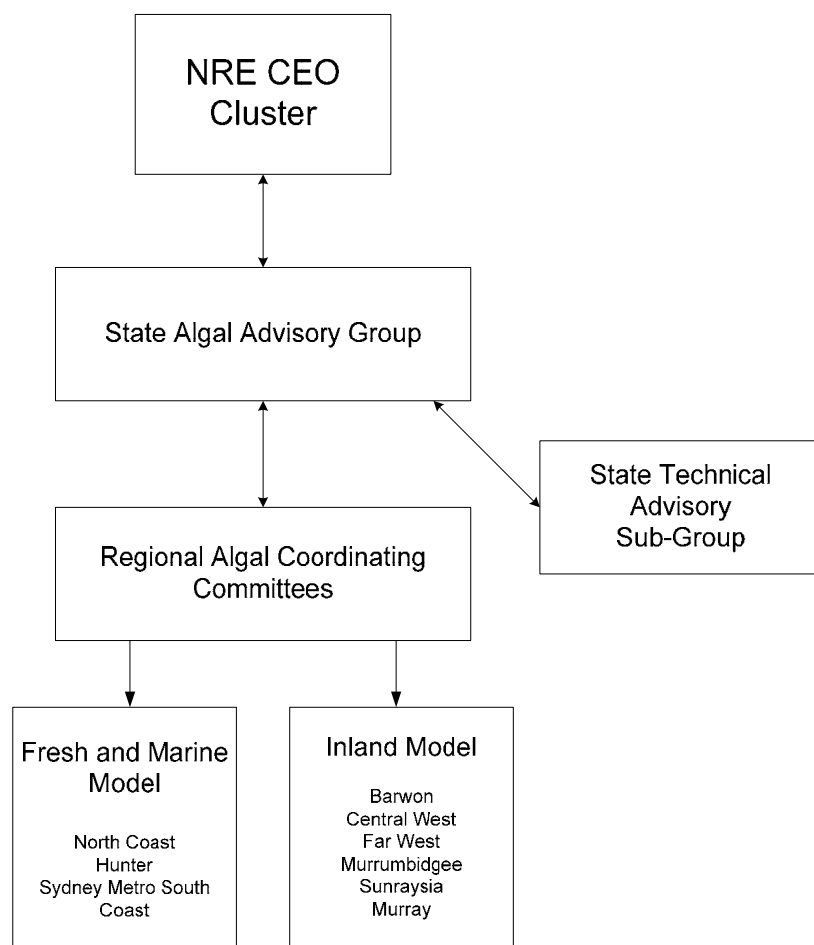 NRE CEO
Cluster
State Algal Advisory Group
State Technical
Advisory
Sub-Group
Regional Algal Coordinating
Committees
Fresh and Marine
Model
North Coast
Hunter
Sydney Metro South
Coast
Inland Model
Barwon
Central West
Far West
Murrumbidgee
Sunraysia
Murray